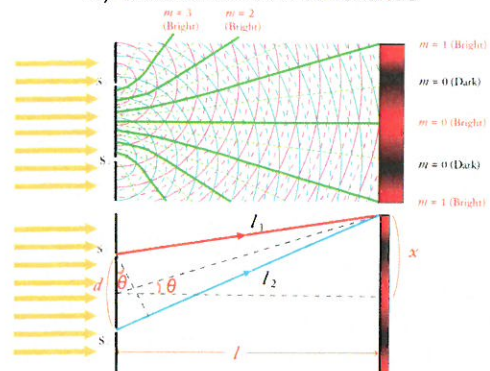 m = 3 m = 2
(Bright) (Bright)
m = 1 (Bright)
S
m = 0 (Dark)
m = 0 (Bright)
m = 0 (Dark)
S
m = 1 (Bright)
l₁
S
x
d θ θ l₂
S
l